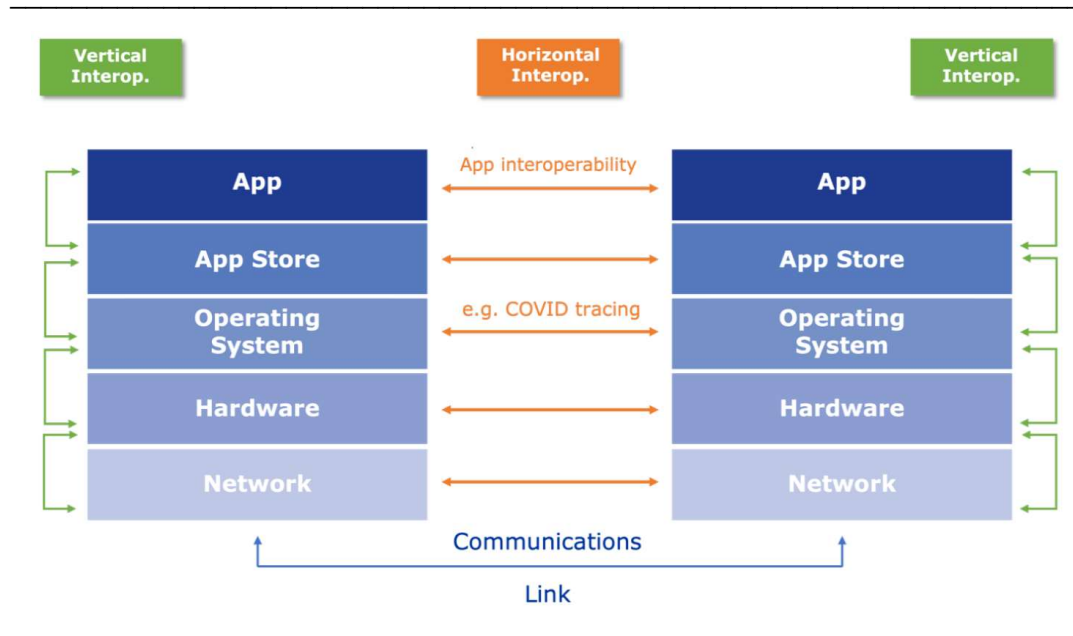 Vertical
Interop.
Horizontal
Interop.
Vertical
Interop.
App
App interoperability
App
App Store
App Store
Operating
System
e.g. COVID tracing
Operating
System
Hardware
Hardware
Network
Network
Communications
Link